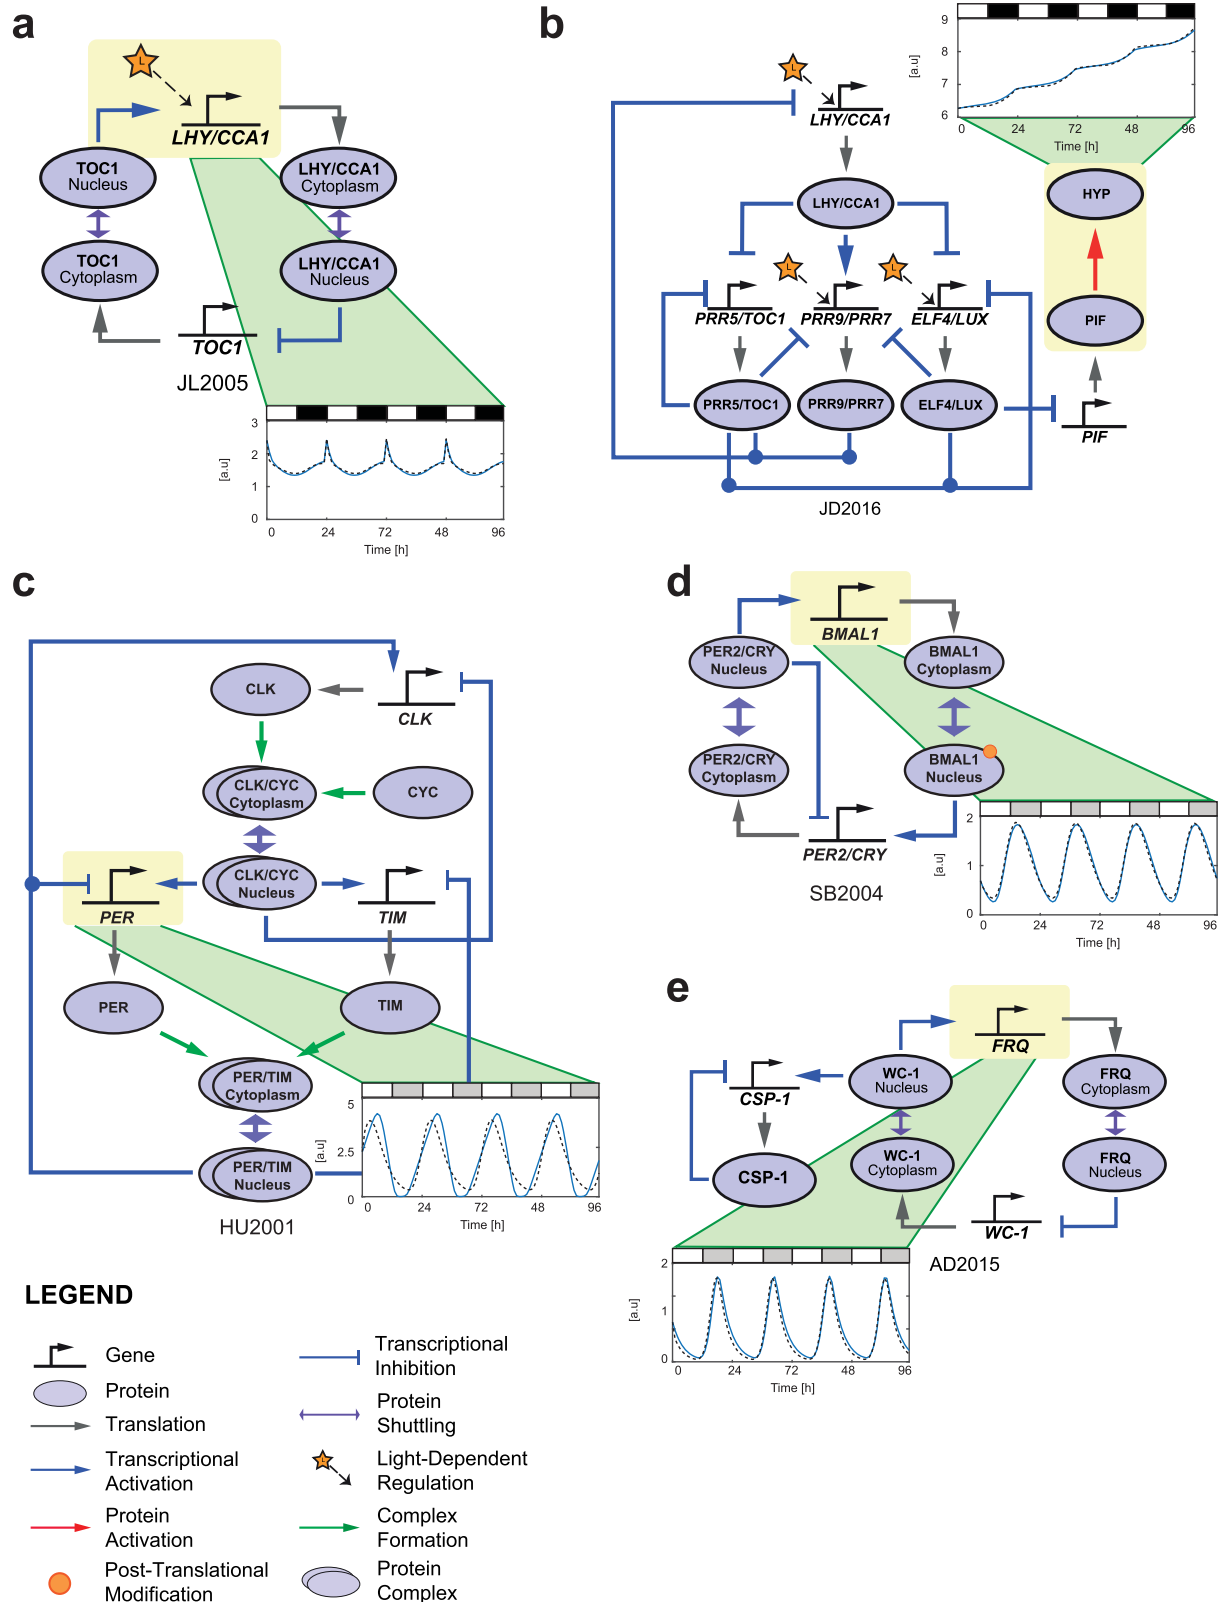 a
L
LHY/CCA1
TOC1
Nucleus
LHY/CCA1
Cytoplasm
TOC1
Cytoplasm
LHY/CCA1
Nucleus
TOC1
JL2005
3
2
1
0
[a.u]
0 24 72 48 96
Time [h]
b
L
LHY/CCA1
LHY/CCA1
L
L
PRR5/TOC1
PRR9/PRR7
ELF4/LUX
PRR5/TOC1
PRR9/PRR7
ELF4/LUX
JD2016
9
8
7
6
[a.u]
0 24 72 48 96
Time [h]
HYP
PIF
PIF
c
CLK
CLK
CLK/CYC
Cytoplasm
CYC
CLK/CYC
Nucleus
PER
TIM
PER
TIM
PER/TIM
Cytoplasm
PER/TIM
Nucleus
HU2001
5
2.5
0
[a.u]
0 24 72 48 96
Time [h]
d
BMAL1
PER2/CRY
Nucleus
BMAL1
Cytoplasm
PER2/CRY
Cytoplasm
BMAL1
Nucleus
PER2/CRY
SB2004
2
1
0
[a.u]
0 24 72 48 96
Time [h]
e
FRQ
CSP-1
WC-1
Nucleus
FRQ
Cytoplasm
CSP-1
WC-1
Cytoplasm
FRQ
Nucleus
WC-1
AD2015
2
1
0
[a.u]
0 24 72 48 96
Time [h]
LEGEND
Gene
Protein
Translation
Transcriptional
Activation
Protein
Activation
Post-Translational
Modification
Transcriptional
Inhibition
Protein
Shuttling
L
Light-Dependent
Regulation
Complex
Formation
Protein
Complex